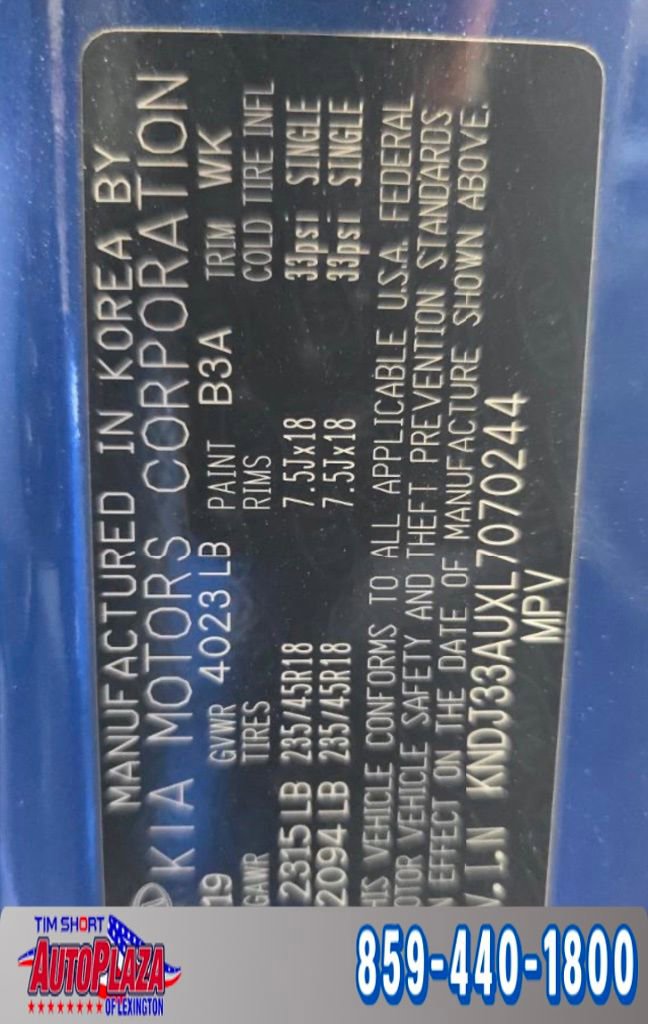 MANUFACTURED IN KOREA BY
KIA MOTORS CORPORATION
19 GVWR 4023 LB PAINT B3A TRIM WK
GAWR TIRES RIMS COLD TIRE INFL
2315 LB 235/45R18 7.5Jx18 33psi SINGLE
2094 LB 235/45R18 7.5Jx18 33psi SINGLE
HIS VEHICLE CONFORMS TO ALL APPLICABLE U.S.A. FEDERAL
OTOR VEHICLE SAFETY AND THEFT PREVENTION STANDARDS
N EFFECT ON THE DATE OF MANUFACTURE SHOWN ABOVE.
V.I.N KNDJ33AUXL7070244
MPV
TIM SHORT
AUTOPLAZA
OF LEXINGTON
859-440-1800